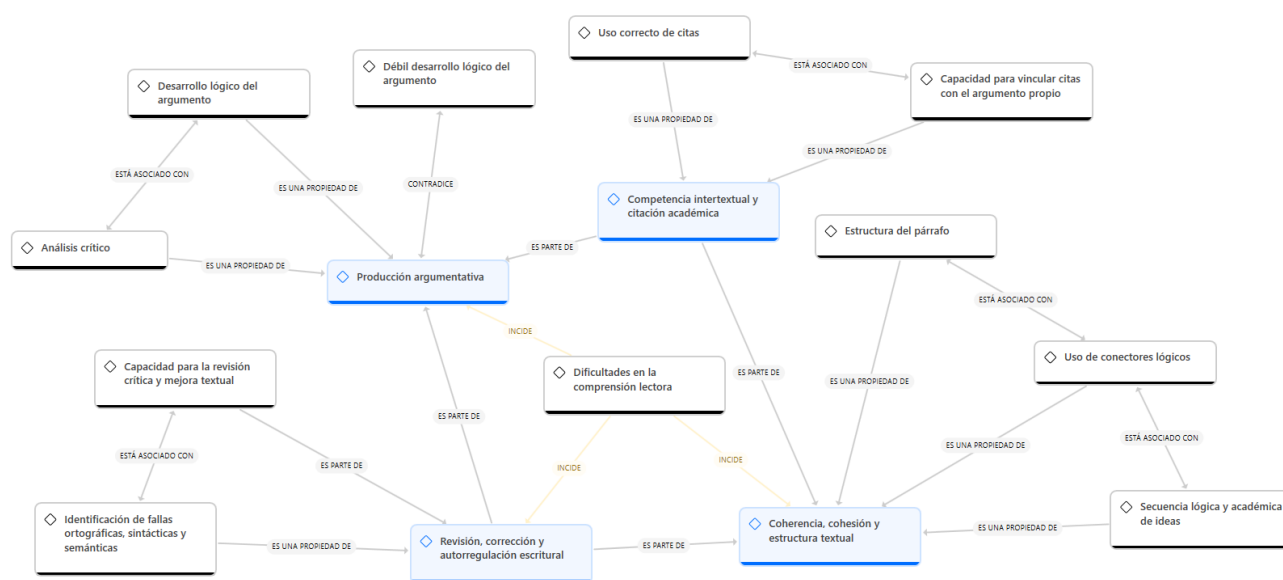 Uso correcto de citas
Débil desarrollo lógico del
argumento
ESTÁ ASOCIADO CON
Capacidad para vincular citas
con el argumento propio
Desarrollo lógico del
argumento
ES UNA PROPIEDAD DE
ES UNA PROPIEDAD DE
ESTÁ ASOCIADO CON
ES UNA PROPIEDAD DE
CONTRADICE
Competencia intertextual y
citación académica
Estructura del párrafo
Análisis crítico
ES PARTE DE
ES UNA PROPIEDAD DE
Producción argumentativa
ESTÁ ASOCIADO CON
INCIDE
Uso de conectores lógicos
Capacidad para la revisión
crítica y mejora textual
Dificultades en la
comprensión lectora
ES PARTE DE
ES UNA PROPIEDAD DE
ES PARTE DE
ESTÁ ASOCIADO CON
ES UNA PROPIEDAD DE
ESTÁ ASOCIADO CON
ES PARTE DE
INCIDE
INCIDE
Identificación de fallas
ortográficas, sintácticas y
semánticas
Secuencia lógica y académica
de ideas
ES UNA PROPIEDAD DE
Revisión, corrección y
autorregulación escritural
ES PARTE DE
Coherencia, cohesión y
estructura textual
ES UNA PROPIEDAD DE